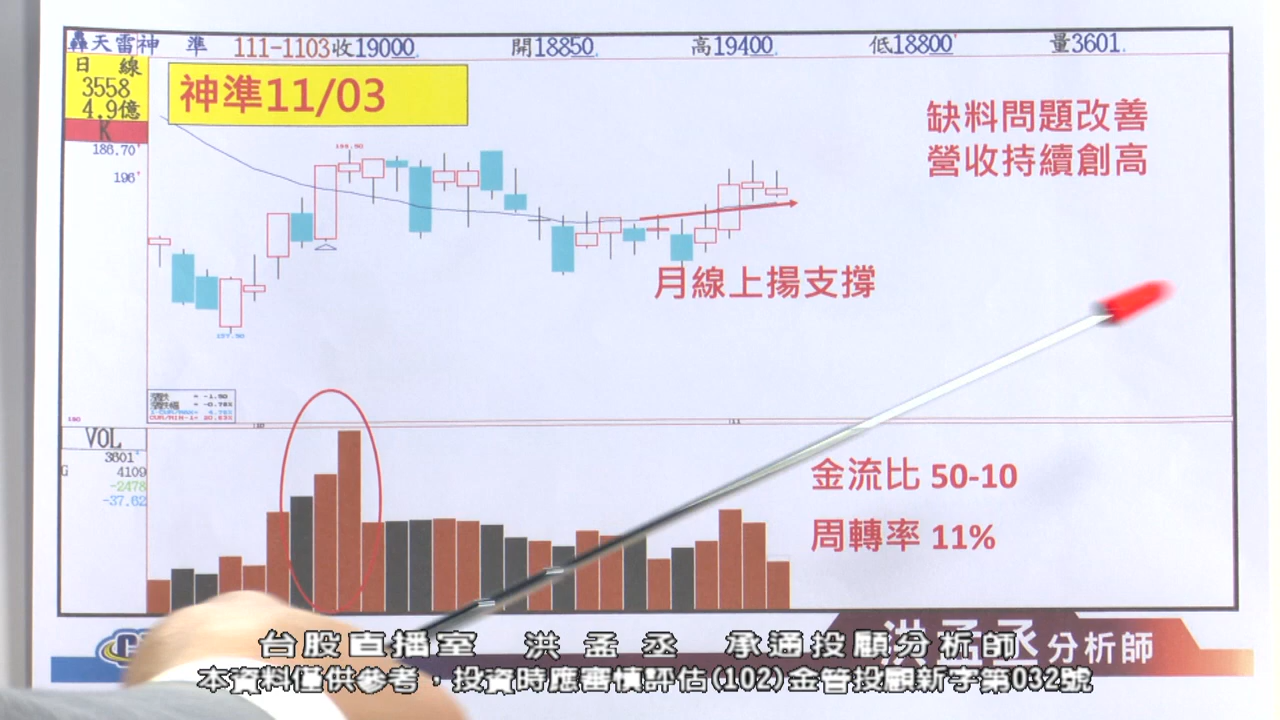 轟天雷神 準 111-1103收19000 開18850 高19400 低18800 量3601
日 線
3558
4.9億
K
神準11/03
缺料問題改善
營收持續創高
186.70
196
月線上揚支撐
VOL
3601
G 4109
-2478
-37.62
金流比 50-10
周轉率 11%
洪孟丞 分析師
台股直播室 洪孟丞 承通投顧分析師
本資料僅供參考，投資時應審慎評估(102)金管投顧新字第032號